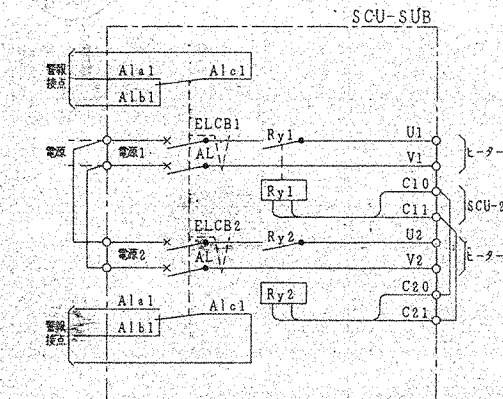 SCU-SUB
警報
接点
Ala1
Alc1
Alb1
ELCB1
Ry1
U1
電源
電源1
AL
V1
ヒーター
Ry1
C10
C11
SCU-2
ELCB2
Ry2
U2
電源2
AL
V2
ヒーター
Ry2
C20
C21
警報
接点
Ala1
Alc1
Alb1